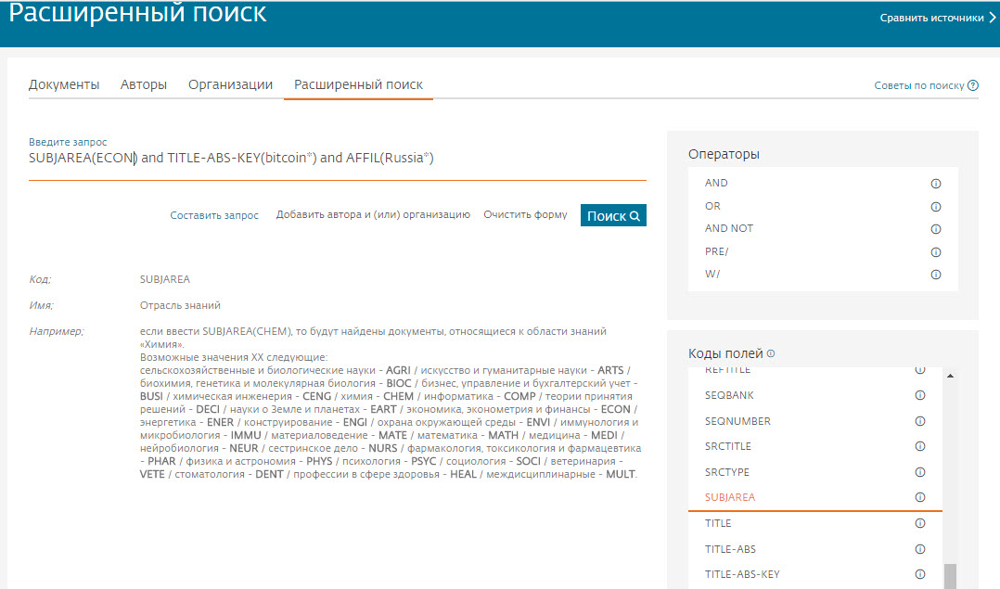 Расширенный поиск
Сравнить источники
Документы Авторы Организации Расширенный поиск
Советы по поиску
Введите запрос
SUBJAREA(ECON) and TITLE-ABS-KEY(bitcoin*) and AFFIL(Russia*)
Составить запрос Добавить автора и (или) организацию Очистить форму Поиск
Код; SUBJAREA
Имя; Отрасль знаний
Например; если ввести SUBJAREA(CHEM), то будут найдены документы, относящиеся к области знаний
«Химия».
Возможные значения XX следующие:
сельскохозяйственные и биологические науки - AGRI / искусство и гуманитарные науки - ARTS /
биохимия, генетика и молекулярная биология - BIOC / бизнес, управление и бухгалтерский учет -
BUSI / химическая инженерия - CENG / химия - CHEM / информатика - COMP / теории принятия
решений - DECI / науки о Земле и планетах - EART / экономика, эконометрия и финансы - ECON /
энергетика - ENER / конструирование - ENGI / охрана окружающей среды - ENVI / иммунология и
микробиология - IMMU / материаловедение - MATE / математика - MATH / медицина - MEDI /
нейробиология - NEUR / сестринское дело - NURS / фармакология, токсикология и фармацевтика
- PHAR / физика и астрономия - PHYS / психология - PSYC / социология - SOCI / ветеринария -
VETE / стоматология - DENT / профессии в сфере здоровья - HEAL / междисциплинарные - MULT.
Операторы
AND
OR
AND NOT
PRE/
W/
Коды полей
REFTITLE
SEQBANK
SEQNUMBER
SRCTITLE
SRCTYPE
SUBJAREA
TITLE
TITLE-ABS
TITLE-ABS-KEY